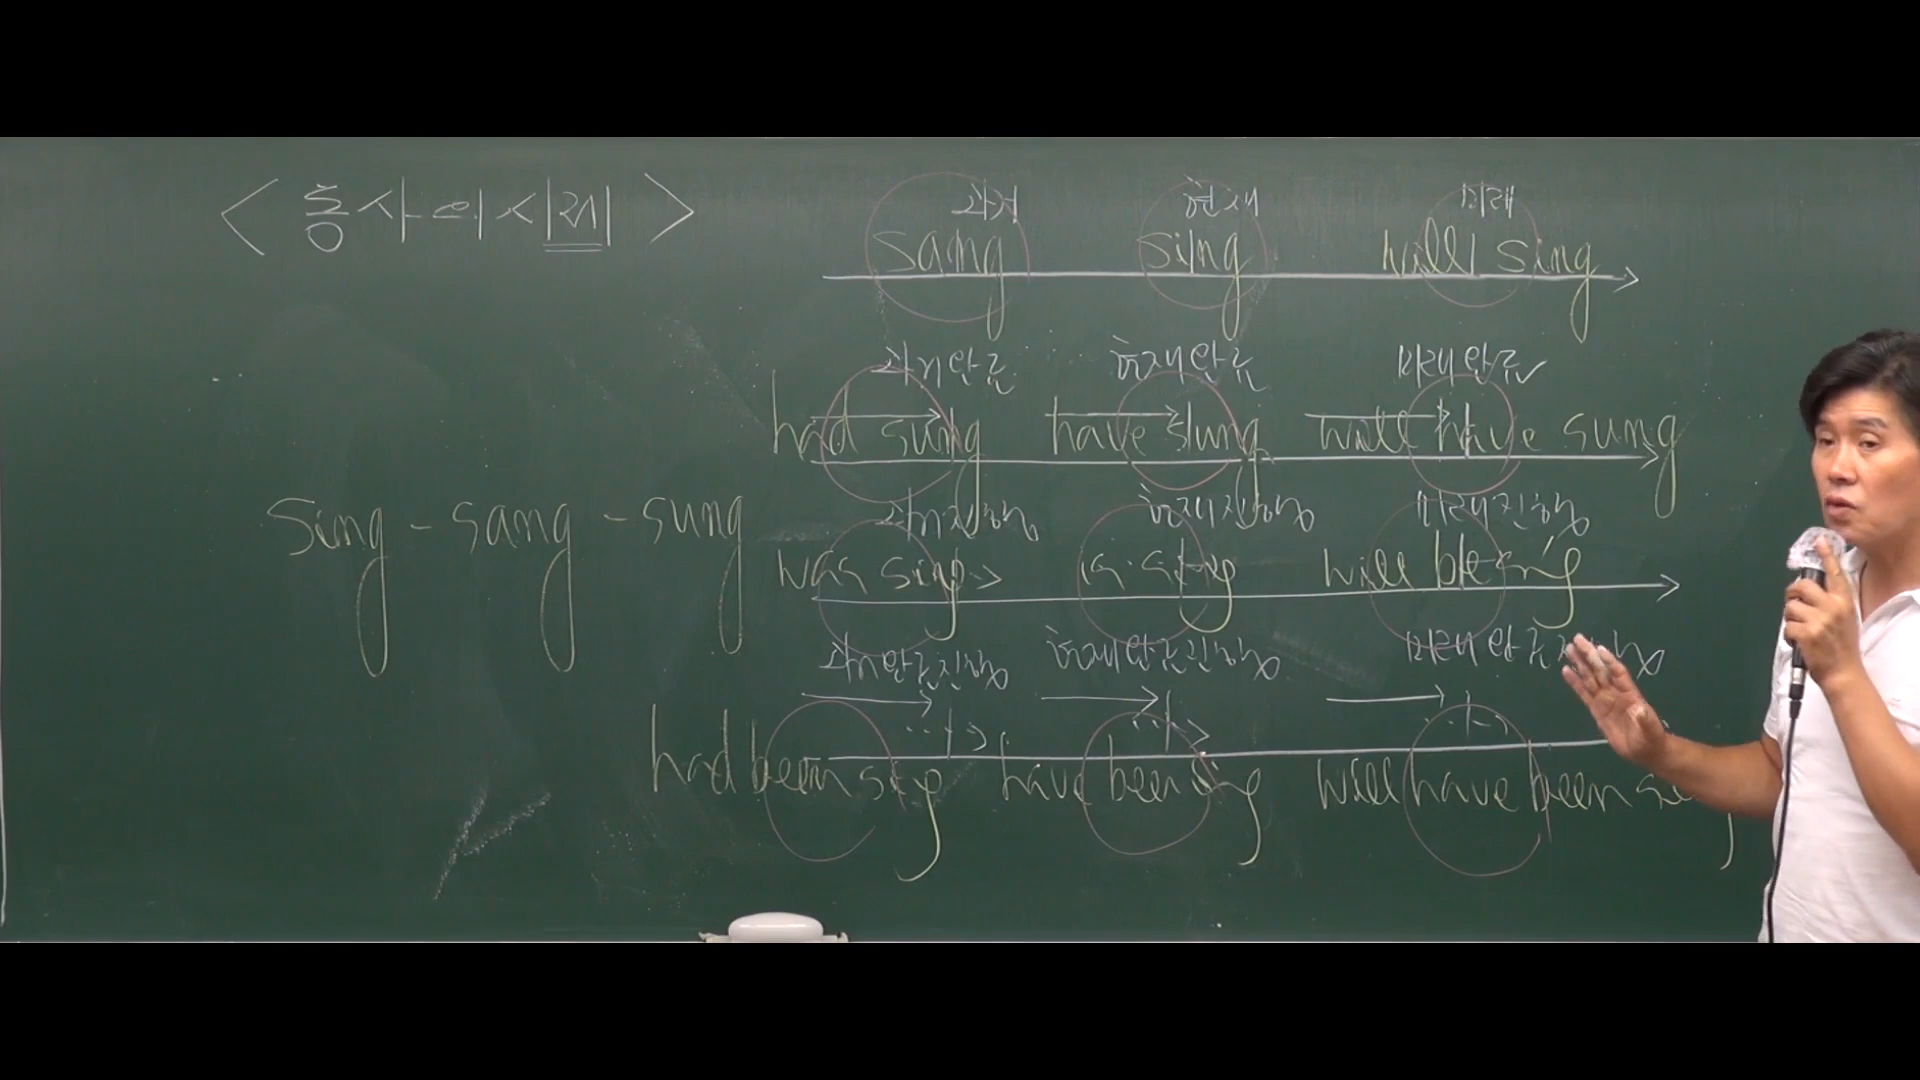 <동사의 시제>
과거 현재 미래
sang sing will sing
과거완료 현재완료 미래완료
had sung have sung will have sung
sing - sang - sung
과거진행 현재진행 미래진행
was sing is sing will be ing
과거완료진행 현재완료진행 미래완료진행
had been sing have been ing will have been